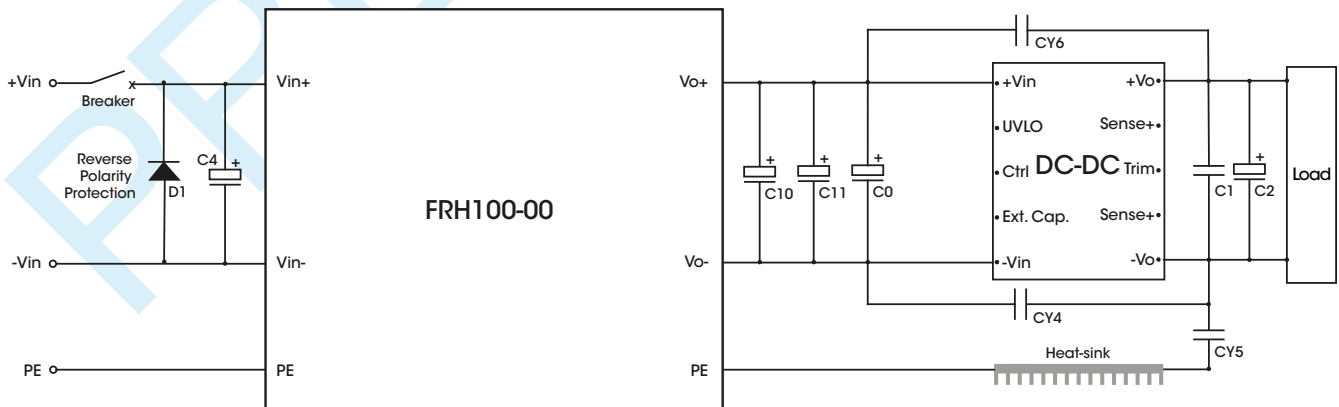 CY6
+Vin
Breaker
x
Vin+
Vo+
+Vin
+Vo
UVLO
Sense+
Reverse
Polarity
Protection
D1
C4
+
FRH100-00
+
C10
+
C11
+
C0
Ctrl
DC-DC
Trim
C1
+
C2
Load
Ext. Cap.
Sense+
-Vin
Vin-
Vo-
-Vin
-Vo
CY4
CY5
Heat-sink
PE
PE
PE